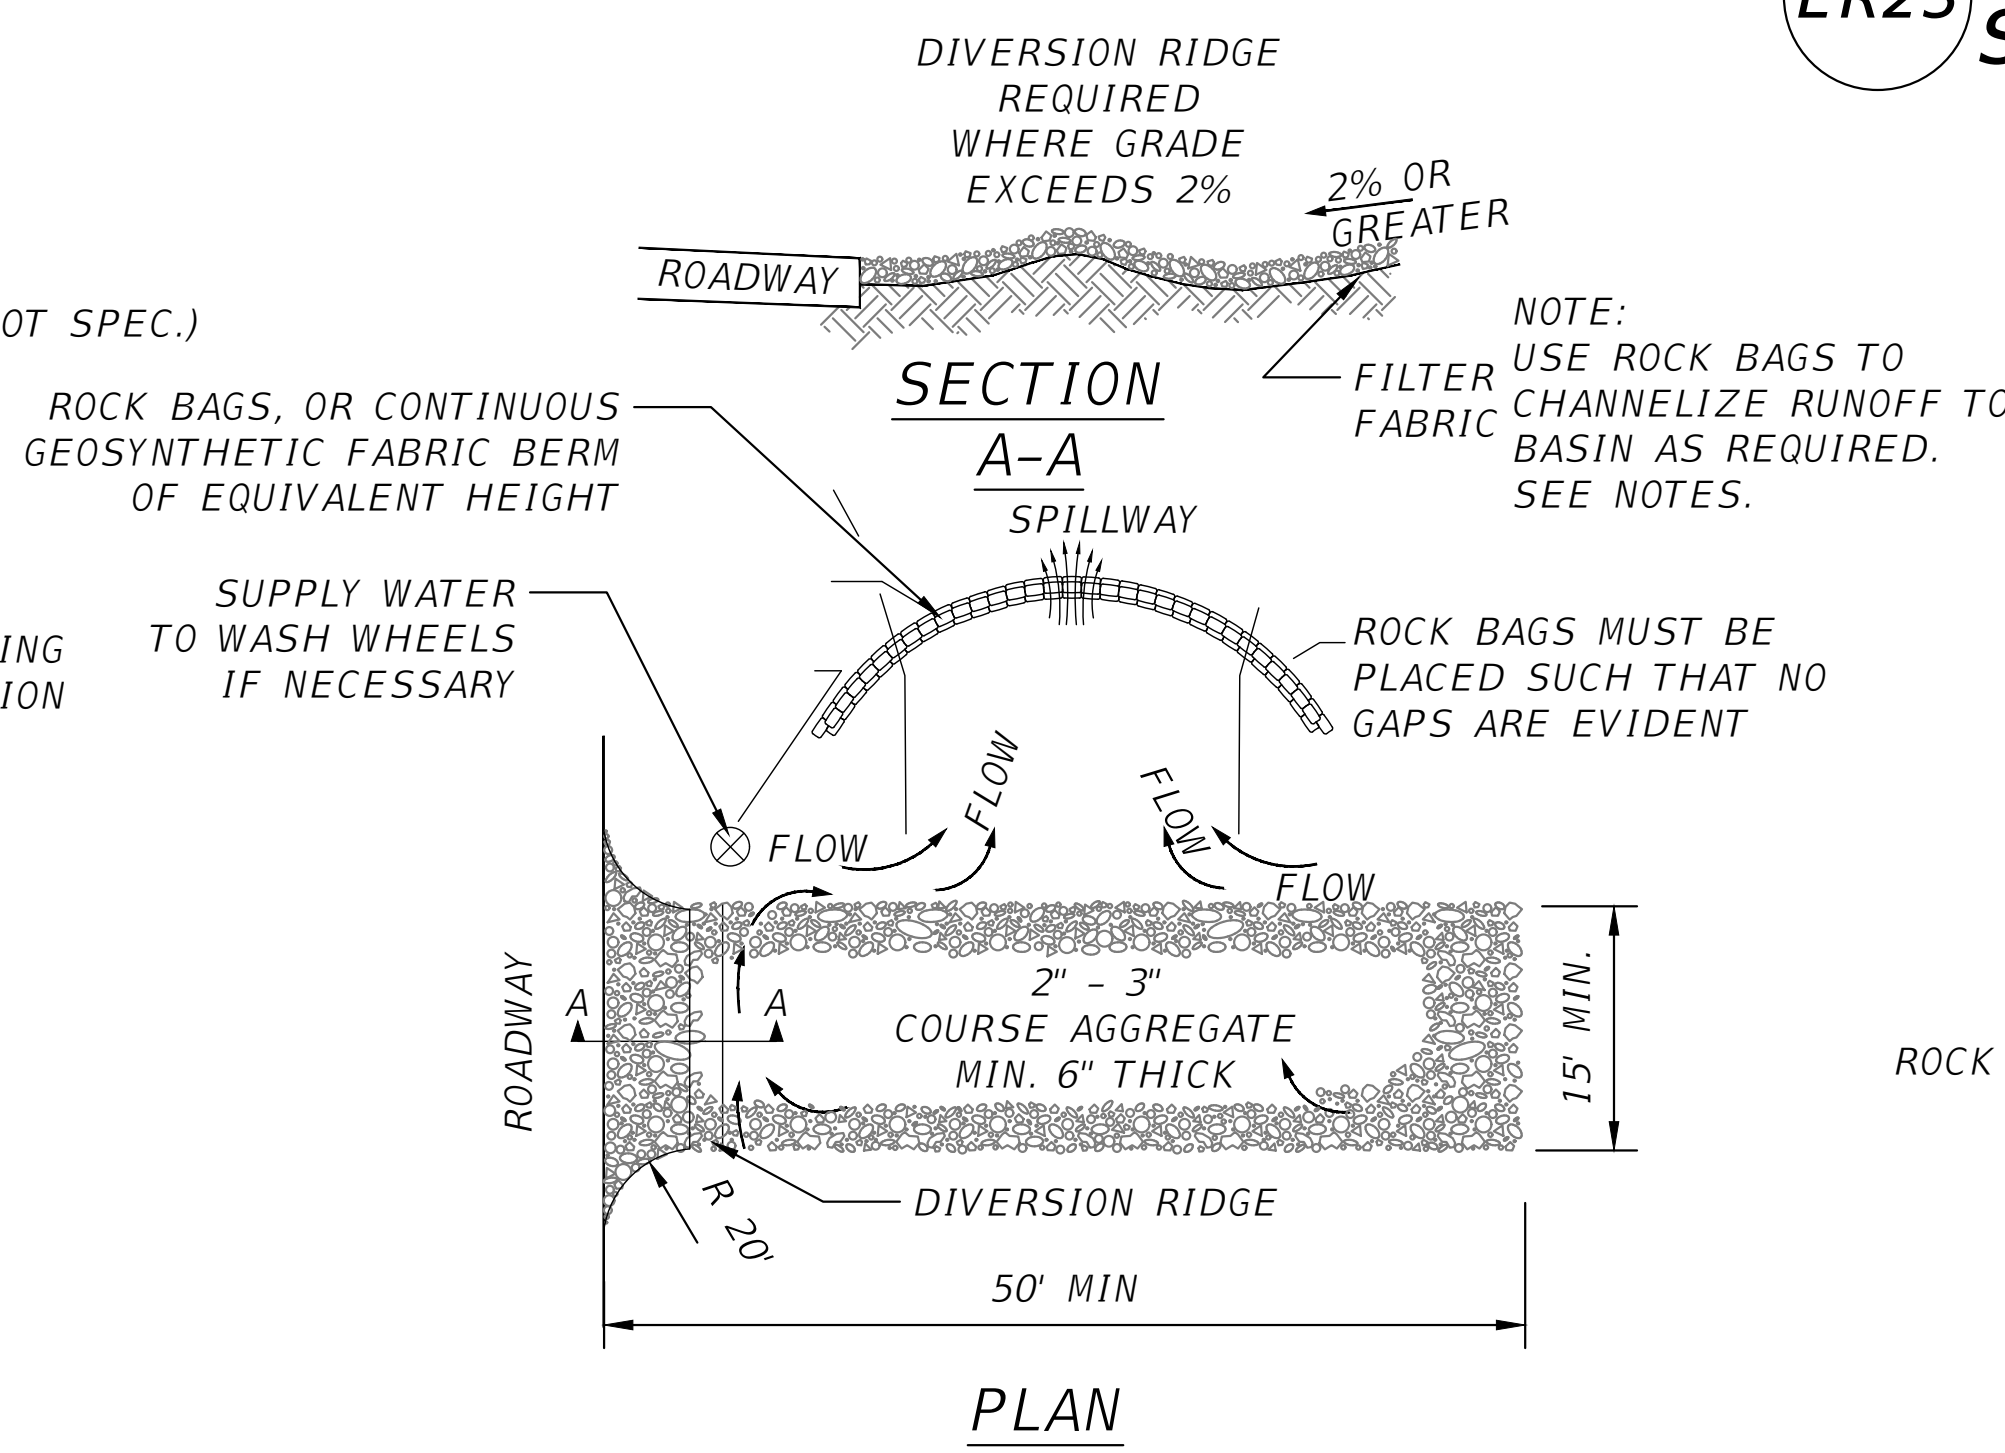 DIVERSION RIDGE
REQUIRED
WHERE GRADE
EXCEEDS 2%
2% OR
GREATER
ROADWAY
OT SPEC.)
SECTION
A-A
FILTER
FABRIC
NOTE:
USE ROCK BAGS TO
CHANNELIZE RUNOFF TO
BASIN AS REQUIRED.
SEE NOTES.
ROCK BAGS, OR CONTINUOUS
GEOSYNTHETIC FABRIC BERM
OF EQUIVALENT HEIGHT
SPILLWAY
SUPPLY WATER
TO WASH WHEELS
IF NECESSARY
ING
ION
ROCK BAGS MUST BE
PLACED SUCH THAT NO
GAPS ARE EVIDENT
FLOW
FLOW
FLOW
FLOW
ROADWAY
A
A
2" - 3"
COURSE AGGREGATE
MIN. 6" THICK
15' MIN.
ROCK
R 20'
DIVERSION RIDGE
50' MIN
PLAN